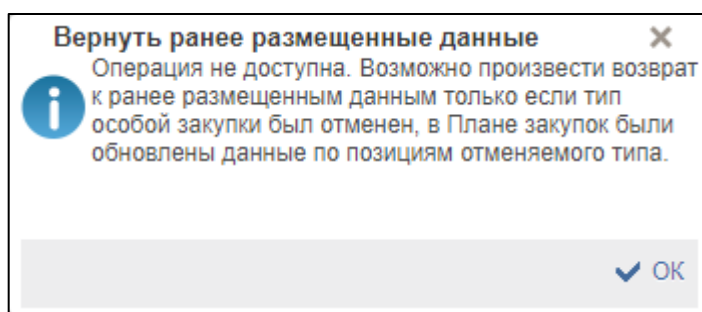 Вернуть ранее размещенные данные
Операция не доступна. Возможно произвести возврат
к ранее размещенным данным только если тип
особой закупки был отменен, в Плане закупок были
обновлены данные по позициям отменяемого типа.
ОК